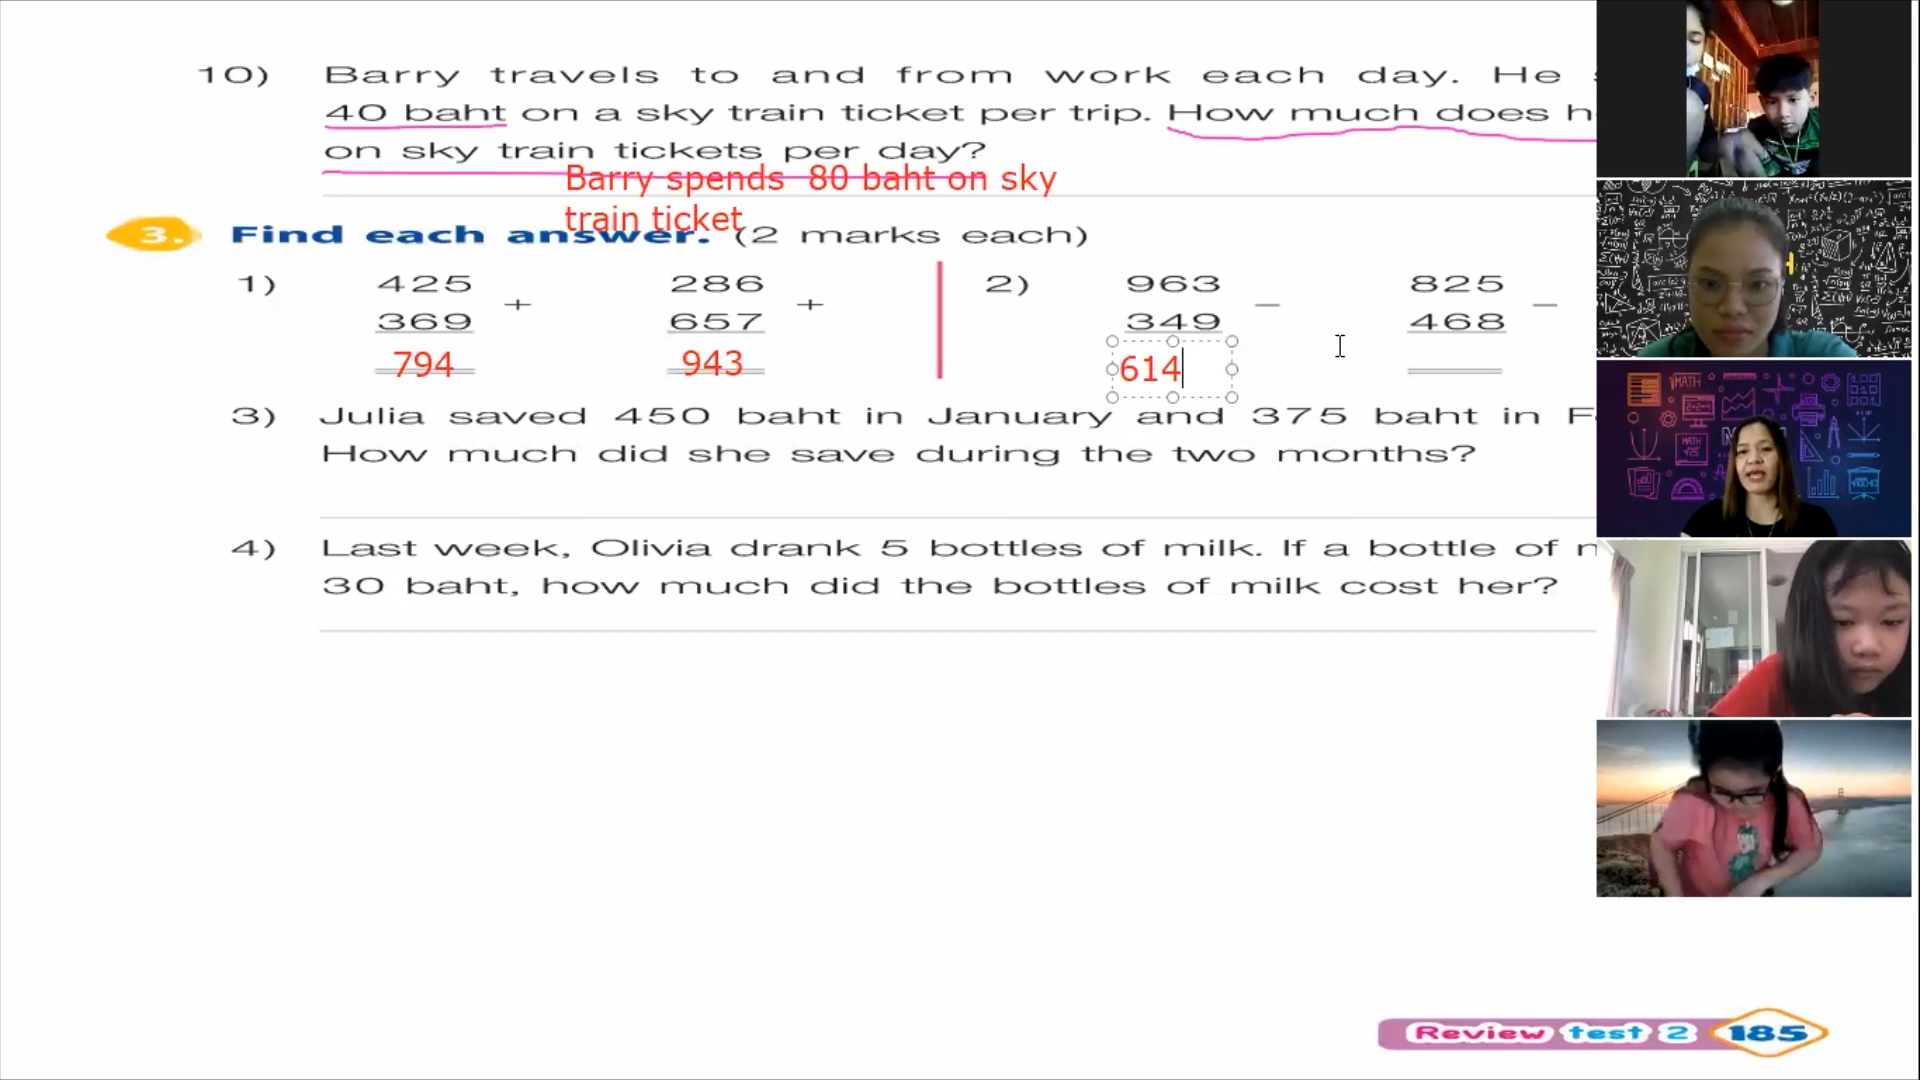 10) Barry travels to and from work each day. He
40 baht on a sky train ticket per trip. How much does h
on sky train tickets per day?
Barry spends 80 baht on sky
train ticket
3. Find each answer. (2 marks each)
1) 425 + 286 + 2) 963 − 825 −
369 657 349 468
794 943 614
3) Julia saved 450 baht in January and 375 baht in F
How much did she save during the two months?
4) Last week, Olivia drank 5 bottles of milk. If a bottle of
30 baht, how much did the bottles of milk cost her?
Review test 2 185